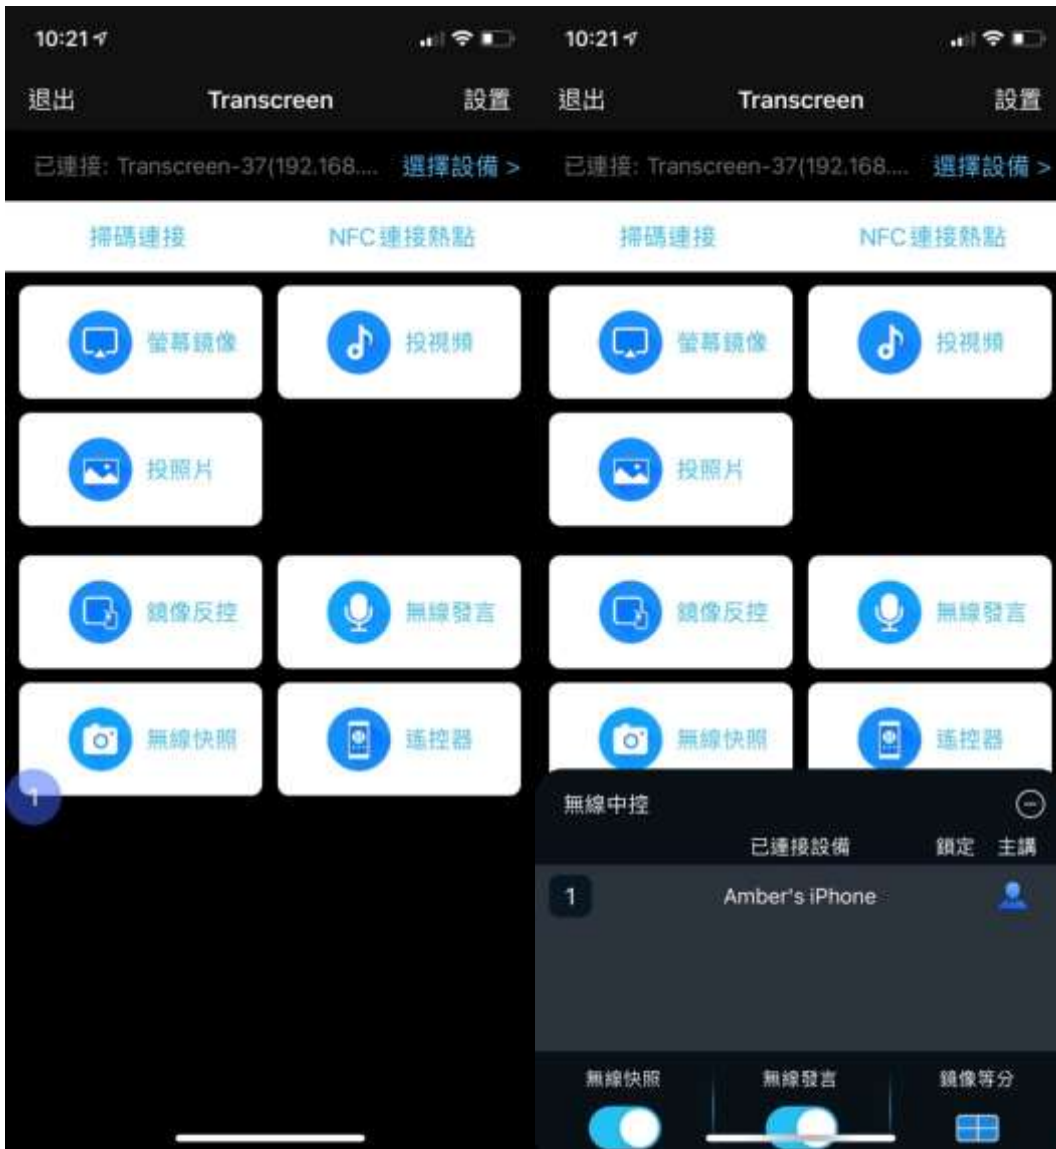 10:21
退出 Transcreen 設置
已連接: Transcreen-37(192.168.... 選擇設備 >
掃碼連接 NFC連接熱點
螢幕鏡像 投視頻
投照片
鏡像反控 無線發言
無線快照 遙控器
1
10:21
退出 Transcreen 設置
已連接: Transcreen-37(192.168.... 選擇設備 >
掃碼連接 NFC連接熱點
螢幕鏡像 投視頻
投照片
鏡像反控 無線發言
無線快照 遙控器
無線中控
已連接設備 鎖定 主講
1 Amber's iPhone
無線快照 無線發言 鏡像等分